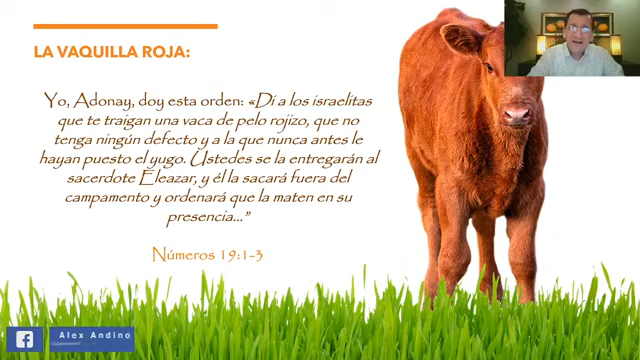 LA VAQUILLA ROJA:
Yo, Adonay, doy esta orden: «Di a los israelitas
que te traigan una vaca de pelo rojizo, que no
tenga ningún defecto y a la que nunca antes le
hayan puesto el yugo. Ustedes se la entregarán al
sacerdote Eleazar, y él la sacará fuera del
campamento y ordenará que la maten en su
presencia...”
Números 19:1-3
Alex Andino